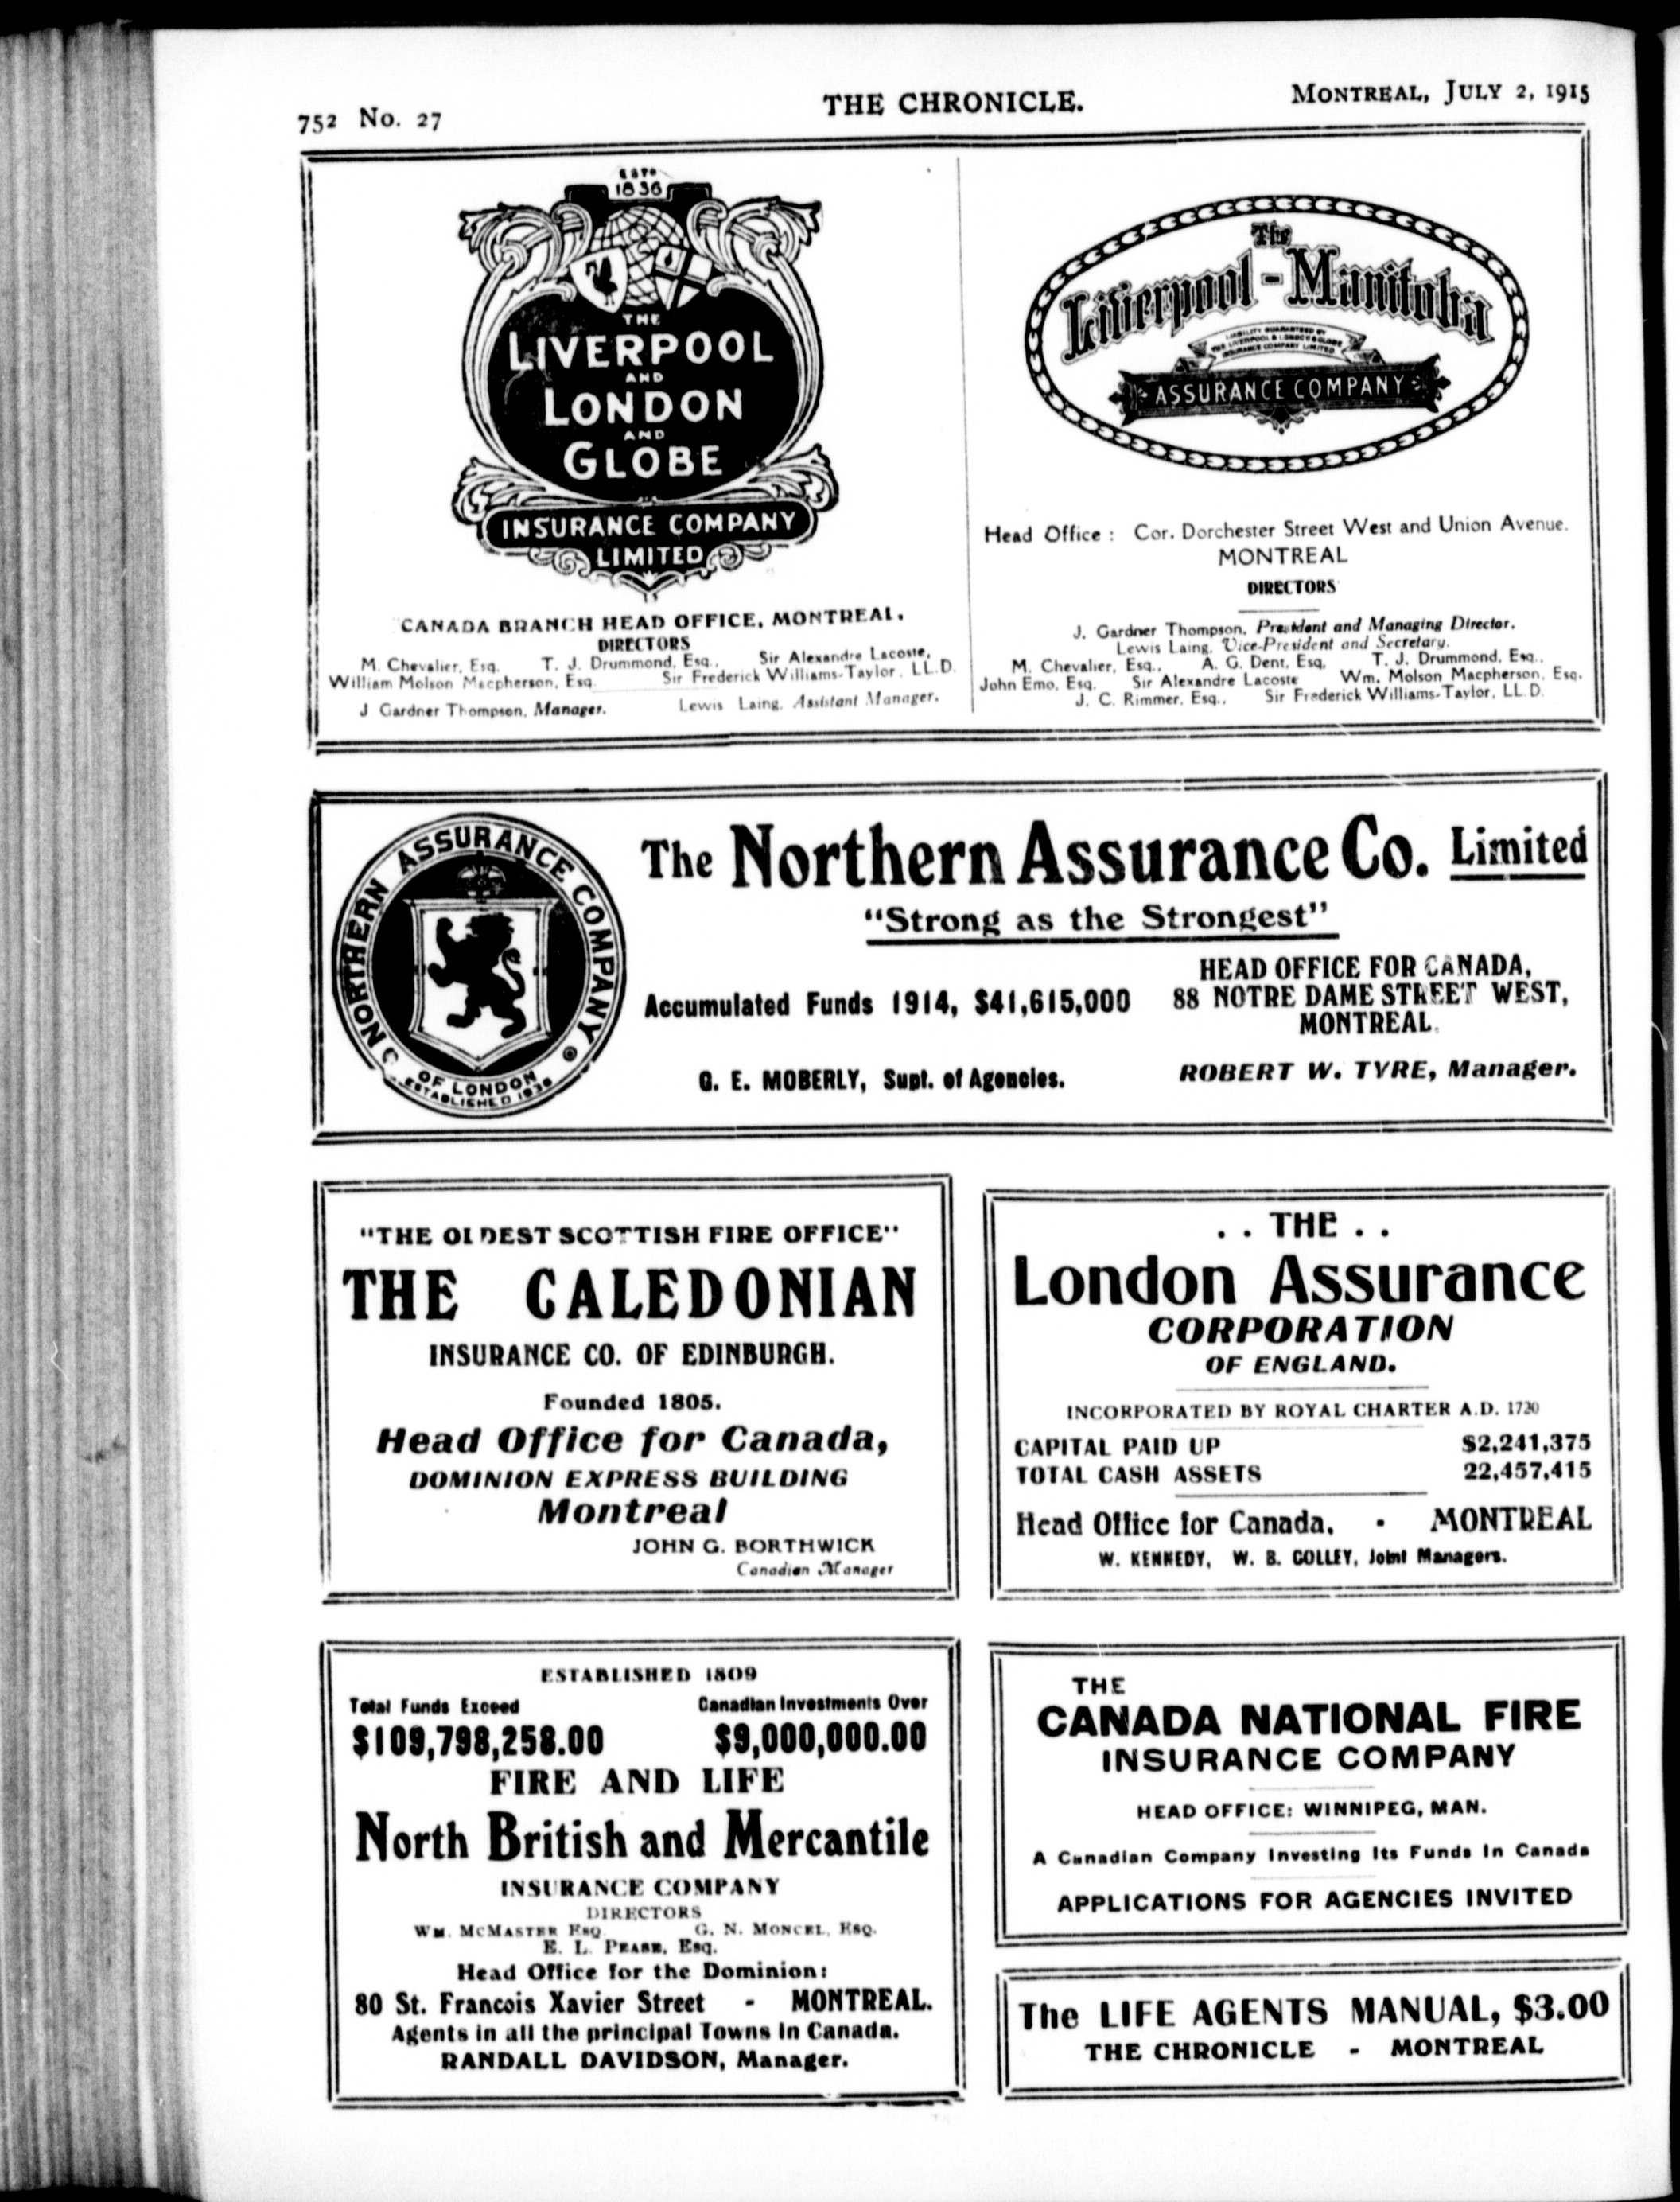 752 No. 27
THE CHRONICLE.
MONTREAL, JULY 2, 1915
ESTD
1836
THE
LIVERPOOL
AND
LONDON
AND
GLOBE
INSURANCE COMPANY
LIMITED
CANADA BRANCH HEAD OFFICE, MONTREAL.
DIRECTORS
M. Chevalier, Esq. T. J. Drummond, Esq., Sir Alexandre Lacoste,
William Molson Macpherson, Esq. Sir Frederick Williams-Taylor, LL.D.
J Gardner Thompson, Manager. Lewis Laing, Assistant Manager.
The
Liverpool-Manitoba
LIABILITY GUARANTEED BY
THE LIVERPOOL & LONDON & GLOBE
INSURANCE COMPANY LIMITED
ASSURANCE COMPANY
Head Office : Cor. Dorchester Street West and Union Avenue.
MONTREAL
DIRECTORS
J. Gardner Thompson, President and Managing Director.
Lewis Laing, Vice-President and Secretary.
M. Chevalier, Esq., A. G. Dent, Esq, T. J. Drummond, Esq.,
John Emo, Esq. Sir Alexandre Lacoste Wm. Molson Macpherson, Esq.
J. C. Rimmer, Esq., Sir Frederick Williams-Taylor, LL.D.
NORTHERN ASSURANCE COMPANY
OF LONDON
ESTABLISHED 1836
The Northern Assurance Co. Limited
"Strong as the Strongest"
Accumulated Funds 1914, $41,615,000
HEAD OFFICE FOR CANADA,
88 NOTRE DAME STREET WEST,
MONTREAL.
G. E. MOBERLY, Supt. of Agencies.
ROBERT W. TYRE, Manager.
"THE OLDEST SCOTTISH FIRE OFFICE"
THE CALEDONIAN
INSURANCE CO. OF EDINBURGH.
Founded 1805.
Head Office for Canada,
DOMINION EXPRESS BUILDING
Montreal
JOHN G. BORTHWICK
Canadian Manager
. . THE . .
London Assurance
CORPORATION
OF ENGLAND.
INCORPORATED BY ROYAL CHARTER A.D. 1720
CAPITAL PAID UP $2,241,375
TOTAL CASH ASSETS 22,457,415
Head Office for Canada, - MONTREAL
W. KENNEDY, W. B. COLLEY, Joint Managers.
ESTABLISHED 1809
Total Funds Exceed Canadian Investments Over
$109,798,258.00 $9,000,000.00
FIRE AND LIFE
North British and Mercantile
INSURANCE COMPANY
DIRECTORS
WM. MCMASTER ESQ. G. N. MONCEL, ESQ.
E. L. PEASE, ESQ.
Head Office for the Dominion:
80 St. Francois Xavier Street - MONTREAL.
Agents in all the principal Towns in Canada.
RANDALL DAVIDSON, Manager.
THE
CANADA NATIONAL FIRE
INSURANCE COMPANY
HEAD OFFICE: WINNIPEG, MAN.
A Canadian Company Investing Its Funds In Canada
APPLICATIONS FOR AGENCIES INVITED
The LIFE AGENTS MANUAL, $3.00
THE CHRONICLE - MONTREAL